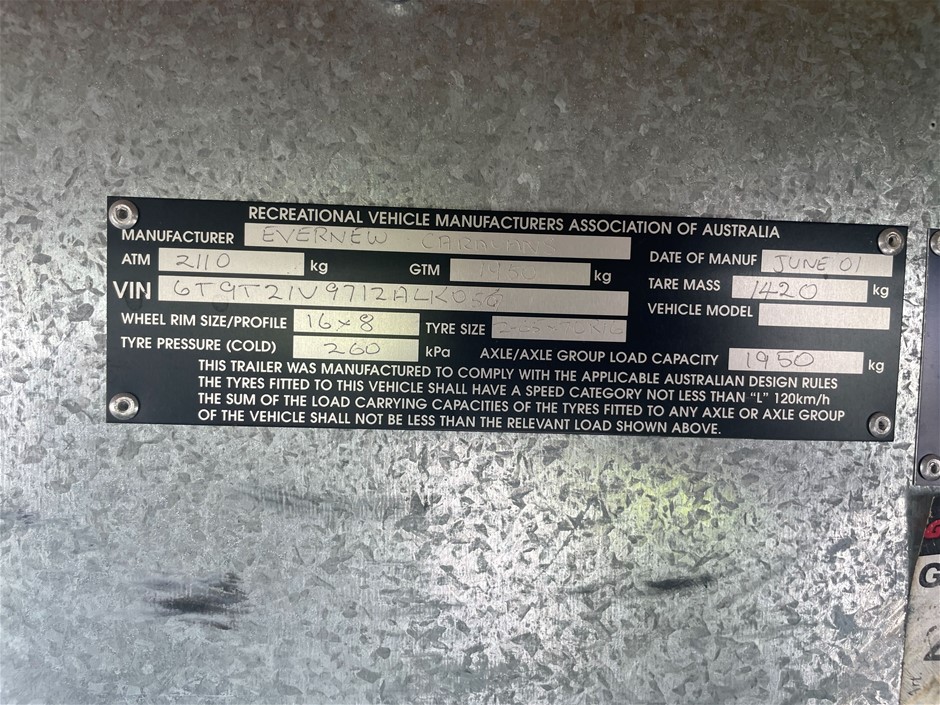 RECREATIONAL VEHICLE MANUFACTURERS ASSOCIATION OF AUSTRALIA
MANUFACTURER EVERNEW CARAVANS DATE OF MANUF JUNE 01
ATM 2110 kg GTM 1950 kg TARE MASS 1420 kg
VIN 6T9T21V9712ALK056 VEHICLE MODEL
WHEEL RIM SIZE/PROFILE 16x8 TYRE SIZE
TYRE PRESSURE (COLD) 260 kPa AXLE/AXLE GROUP LOAD CAPACITY 1950 kg
THIS TRAILER WAS MANUFACTURED TO COMPLY WITH THE APPLICABLE AUSTRALIAN DESIGN RULES
THE TYRES FITTED TO THIS VEHICLE SHALL HAVE A SPEED CATEGORY NOT LESS THAN "L" 120km/h
THE SUM OF THE LOAD CARRYING CAPACITIES OF THE TYRES FITTED TO ANY AXLE OR AXLE GROUP
OF THE VEHICLE SHALL NOT BE LESS THAN THE RELEVANT LOAD SHOWN ABOVE.